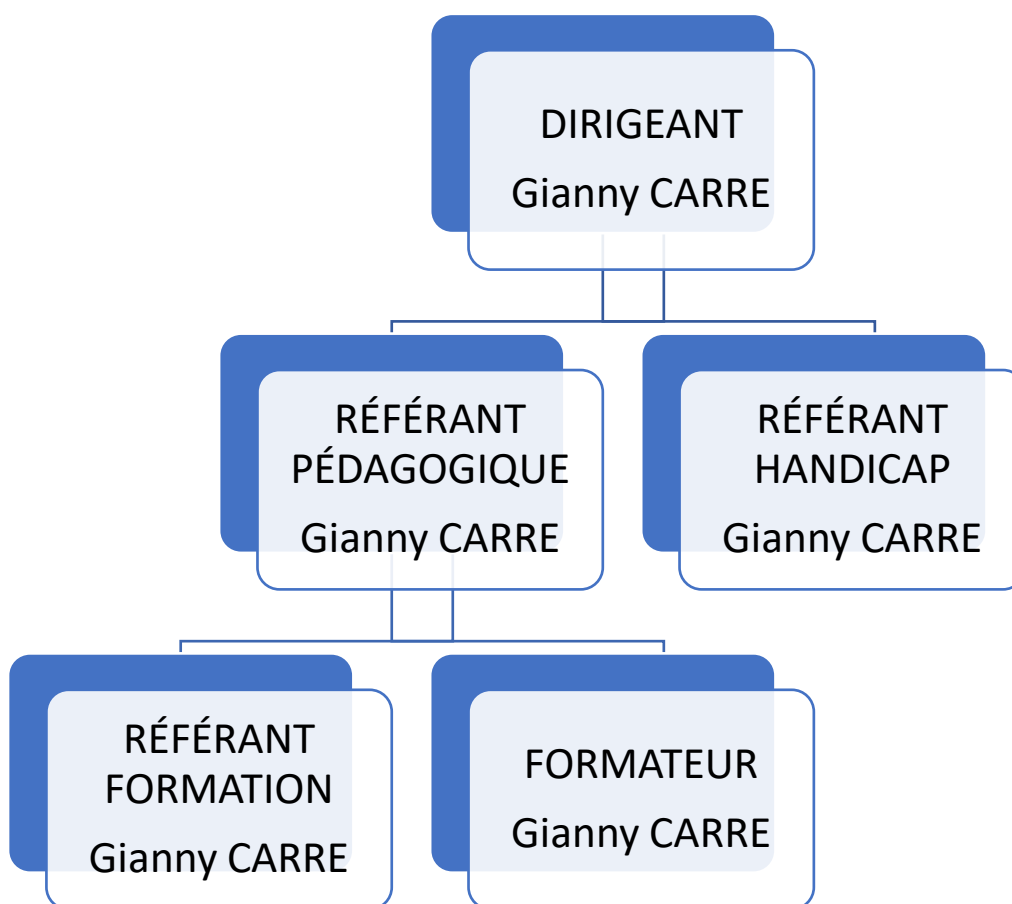 DIRIGEANT
Gianny CARRE
RÉFÉRANT
PÉDAGOGIQUE
Gianny CARRE
RÉFÉRANT
HANDICAP
Gianny CARRE
RÉFÉRANT
FORMATION
Gianny CARRE
FORMATEUR
Gianny CARRE